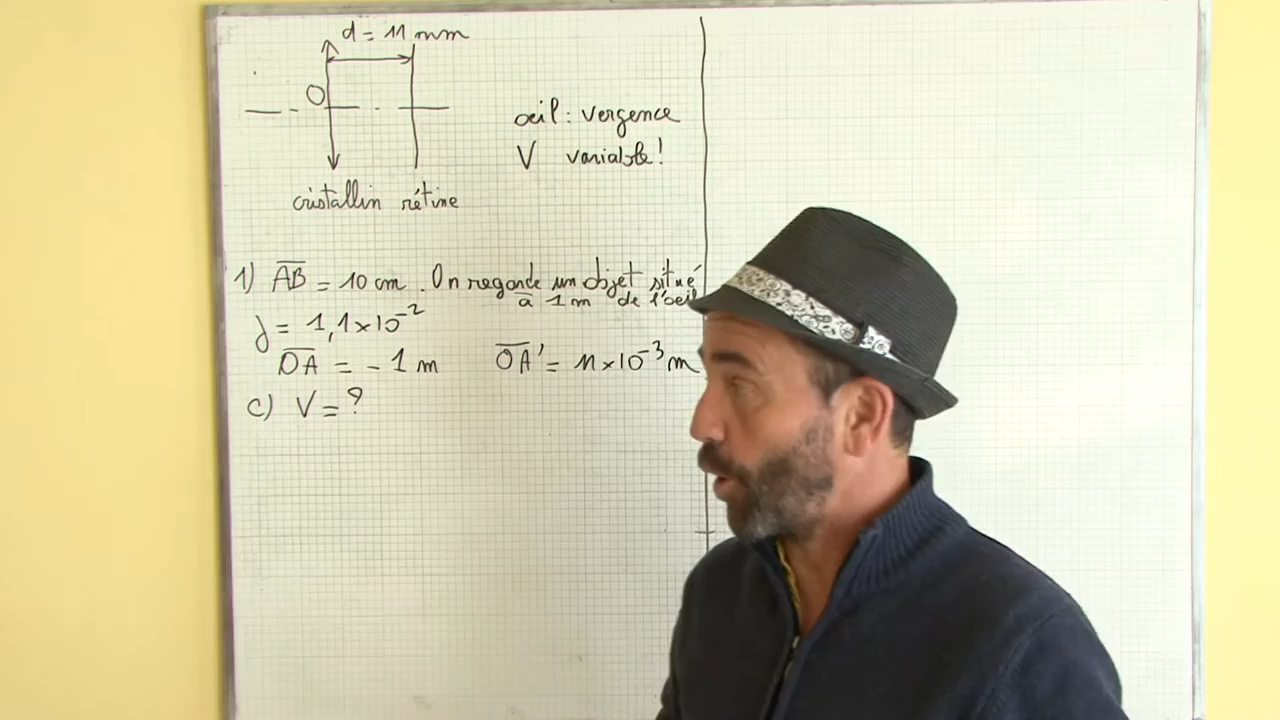 d = 11 mm
O
œil : vergence
V variable !
cristallin rétine
1) AB = 10 cm . On regarde un objet situé
à 1 m de l'oeil
γ = 1,1×10⁻²
OA = - 1 m OA' = 11×10⁻³ m
c) V = ?